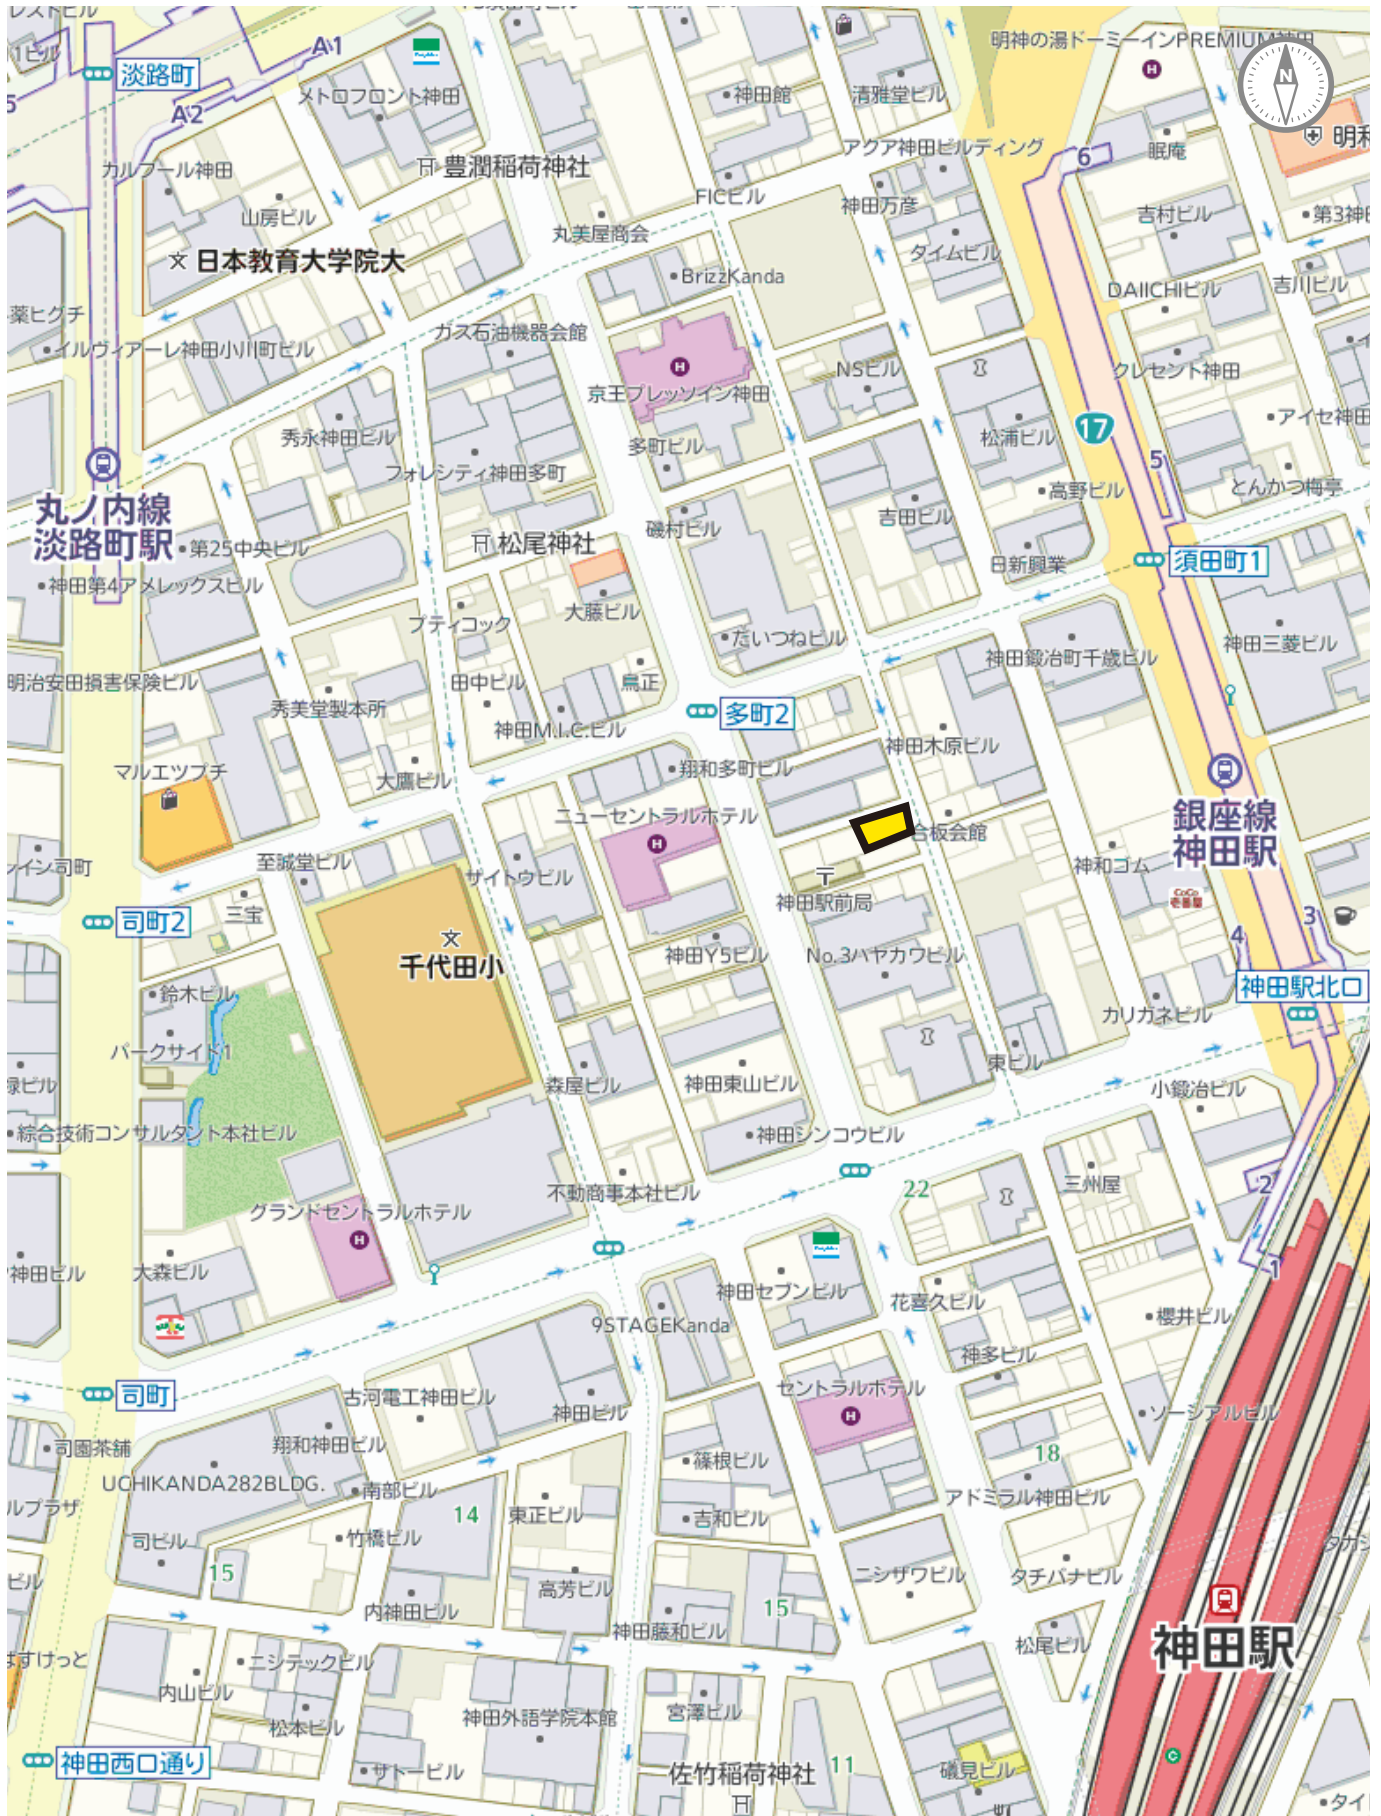 A1
淡路町
A2
メトロフロント神田
カルフール神田
山房ビル
豊潤稲荷神社
神田館
清雅堂ビル
明神の湯ドーミーインPREMIUM神田
N
アクア神田ビルディング
6
眠庵
FICビル
神田万彦
吉村ビル
丸美屋商会
タイムビル
日本教育大学院大
BrizzKanda
DAIICHIビル
吉川ビル
薬ヒグチ
イルヴィアーレ神田小川町ビル
ガス石油機器会館
H
京王プレッソイン神田
NSビル
クレセント神田
17
アイセ神田
秀永神田ビル
多町ビル
松浦ビル
フォレシティ神田多町
5
高野ビル
とんかつ梅亭
丸ノ内線
淡路町駅
磯村ビル
吉田ビル
第25中央ビル
松尾神社
日新興業
須田町1
神田第4アメレックスビル
大藤ビル
プティコック
だいつねビル
神田三菱ビル
神田鍛冶町千歳ビル
明治安田損害保険ビル
田中ビル
鳥正
秀美堂製本所
神田M.I.C.ビル
多町2
神田木原ビル
マルエツプチ
大鷹ビル
翔和多町ビル
ニューセントラルホテル
H
合板会館
銀座線
神田駅
至誠堂ビル
サイトウビル
神和ゴム
神田駅前局
CoCo
壱番屋
司町2
三宝
3
4
千代田小
神田Y5ビル
No.3ハヤカワビル
神田駅北口
鈴木ビル
カリガネビル
パークサイド1
森屋ビル
神田東山ビル
東ビル
小鍛冶ビル
綜合技術コンサルタント本社ビル
神田シンコウビル
不動商事本社ビル
22
三州屋
2
グランドセントラルホテル
H
1
神田ビル
大森ビル
神田セブンビル
花喜久ビル
9STAGEKanda
櫻井ビル
神多ビル
司町
古河電工神田ビル
神田ビル
セントラルホテル
H
ソーシアルビル
司園茶舗
翔和神田ビル
篠根ビル
18
UCHIKANDA282BLDG.
南部ビル
アドミラル神田ビル
14
東正ビル
吉和ビル
司ビル
竹橋ビル
15
高芳ビル
ニシザワビル
タチバナビル
内神田ビル
15
神田藤和ビル
松尾ビル
神田駅
ニシテックビル
内山ビル
松本ビル
神田外語学院本館
宮澤ビル
神田西口通り
サトービル
佐竹稲荷神社
11
磯見ビル
C